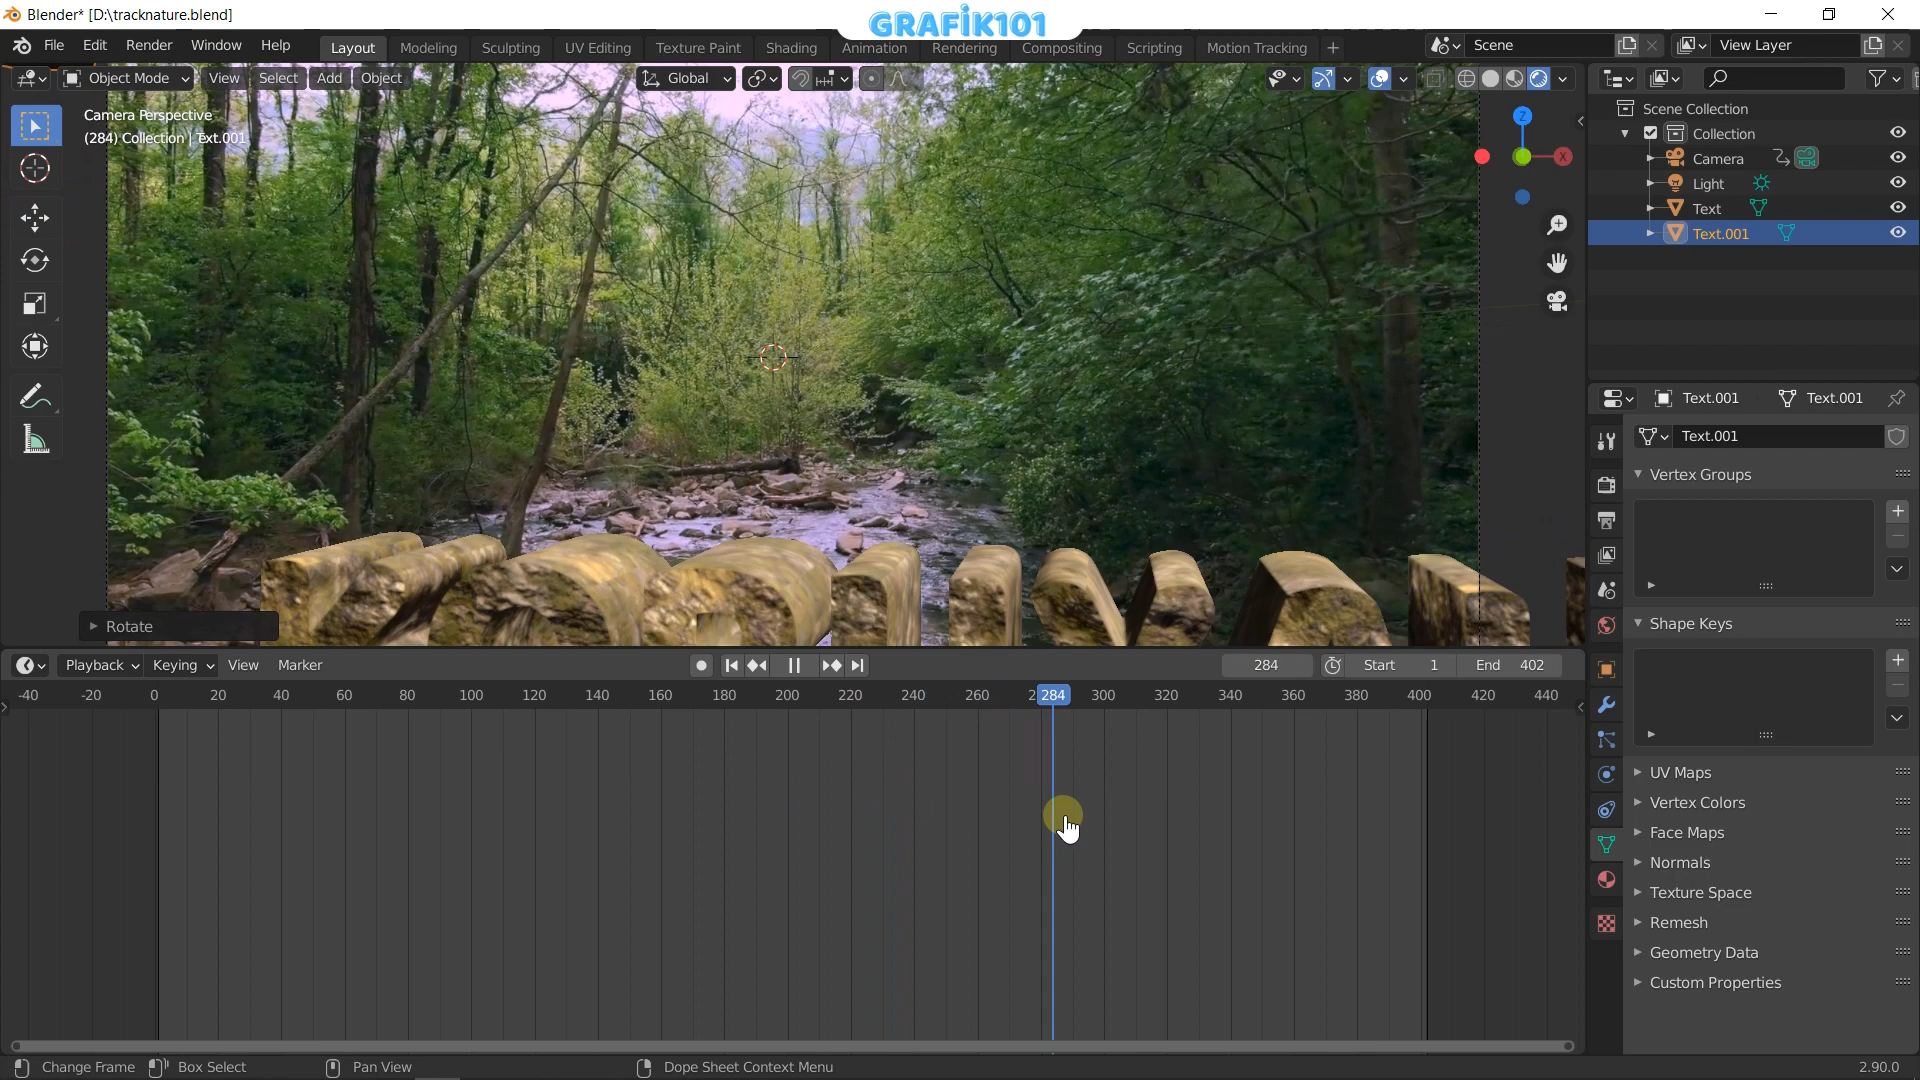 Blender* [D:\tracknature.blend]
GRAFİK101
File Edit Render Window Help
Layout Modeling Sculpting UV Editing Texture Paint Shading Animation Rendering Compositing Scripting Motion Tracking +
Scene
View Layer
Object Mode View Select Add Object
Global
Camera Perspective
(284) Collection | Text.001
Z
X
Rotate
Scene Collection
Collection
Camera
Light
Text
Text.001
Text.001 Text.001
Text.001
Vertex Groups
Shape Keys
UV Maps
Vertex Colors
Face Maps
Normals
Texture Space
Remesh
Geometry Data
Custom Properties
Playback Keying View Marker
284 Start 1 End 402
-40 -20 0 20 40 60 80 100 120 140 160 180 200 220 240 260 284 300 320 340 360 380 400 420 440
Change Frame Box Select Pan View Dope Sheet Context Menu 2.90.0